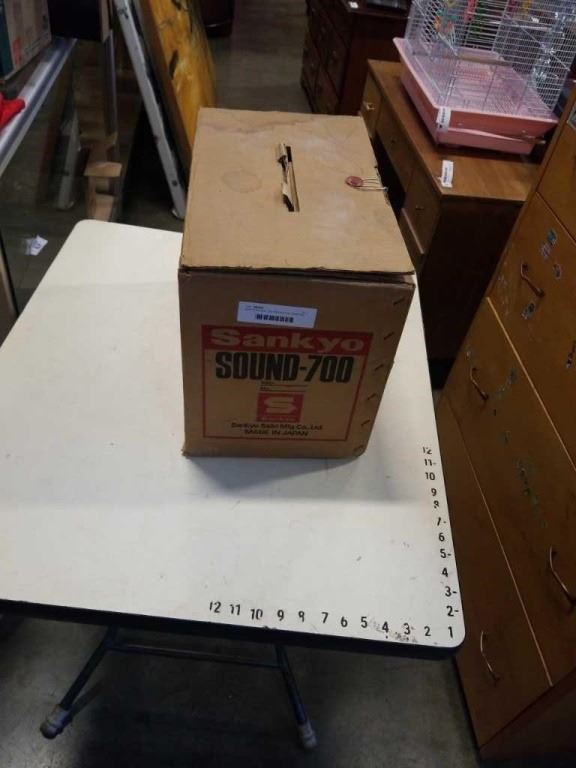 Sankyo
SOUND-700
S
SANKYO
Sankyo Seiki Mfg. Co., Ltd.
MADE IN JAPAN
12
11-
10
9
8
7-
6
5-
4
3-
2-
12 11 10 9 8 7 6 5 4 3 2 1